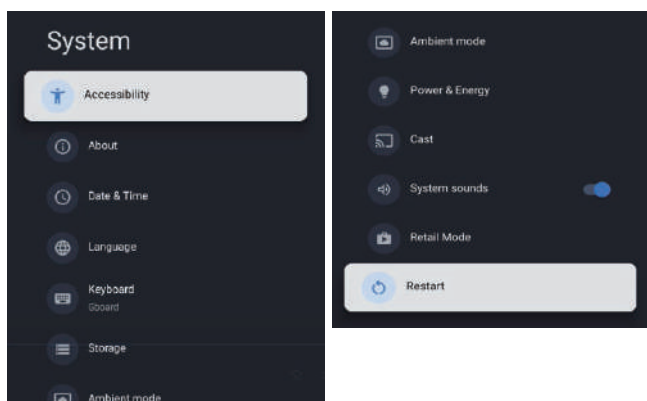 System
Accessibility
About
Date & Time
Language
Keyboard
Gboard
Storage
Ambient mode
Ambient mode
Power & Energy
Cast
System sounds
Retail Mode
Restart